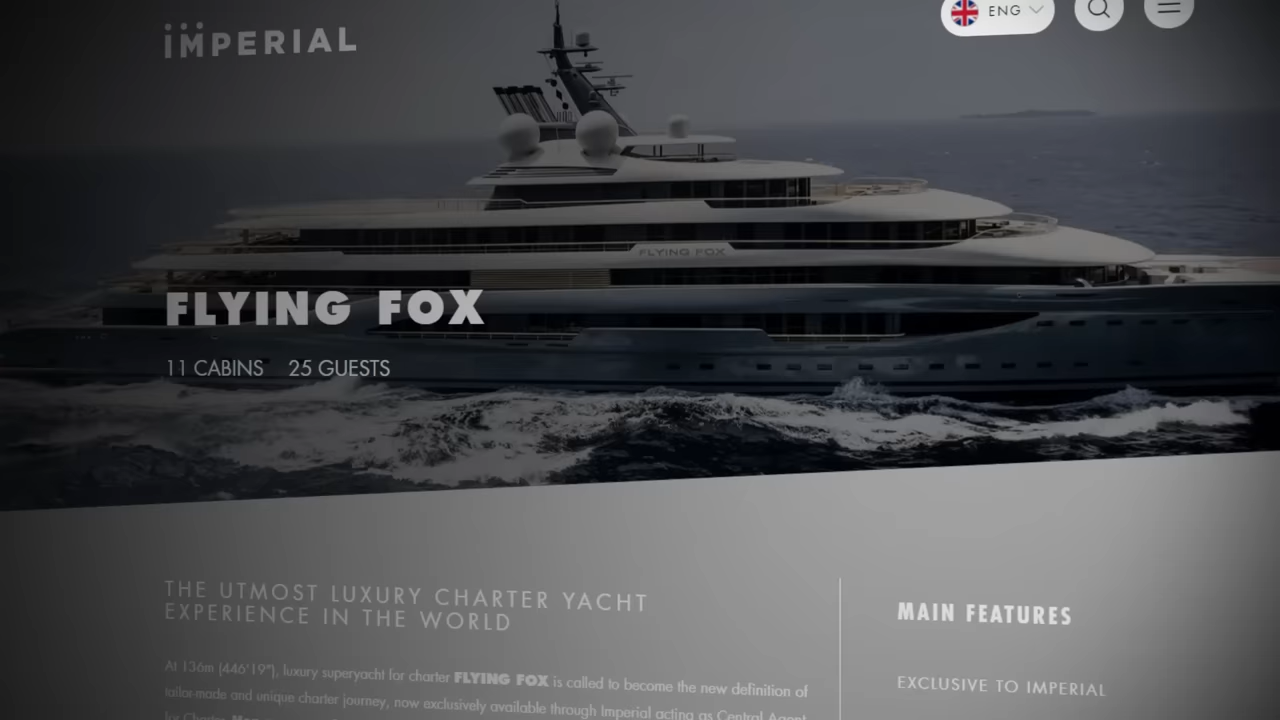 IMPERIAL
ENG
FLYING FOX
FLYING FOX
11 CABINS 25 GUESTS
THE UTMOST LUXURY CHARTER YACHT
EXPERIENCE IN THE WORLD
At 136m (446'19"), luxury superyacht for charter FLYING FOX is called to become the new definition of
tailor-made and unique charter journey, now exclusively available through Imperial acting as Central Agent
for Charter
MAIN FEATURES
EXCLUSIVE TO IMPERIAL